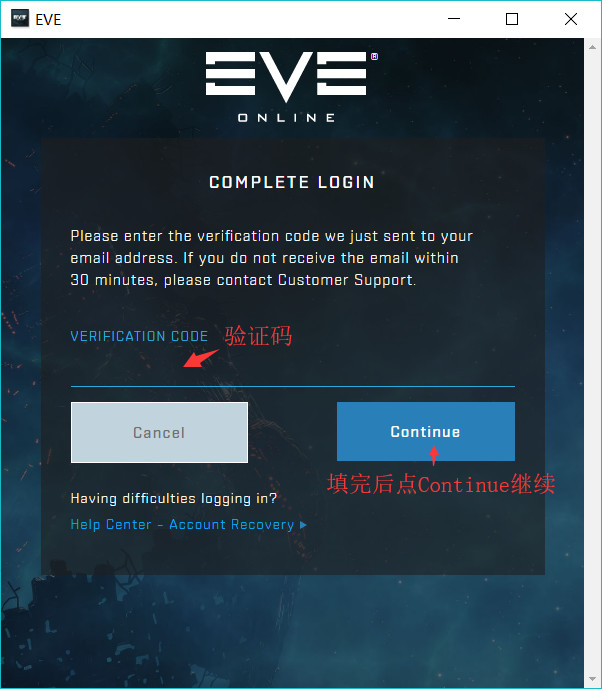 EVE
EVE®
ONLINE
COMPLETE LOGIN
Please enter the verification code we just sent to your
email address. If you do not receive the email within
30 minutes, please contact Customer Support.
VERIFICATION CODE 验证码
Cancel Continue
填完后点Continue继续
Having difficulties logging in?
Help Center - Account Recovery